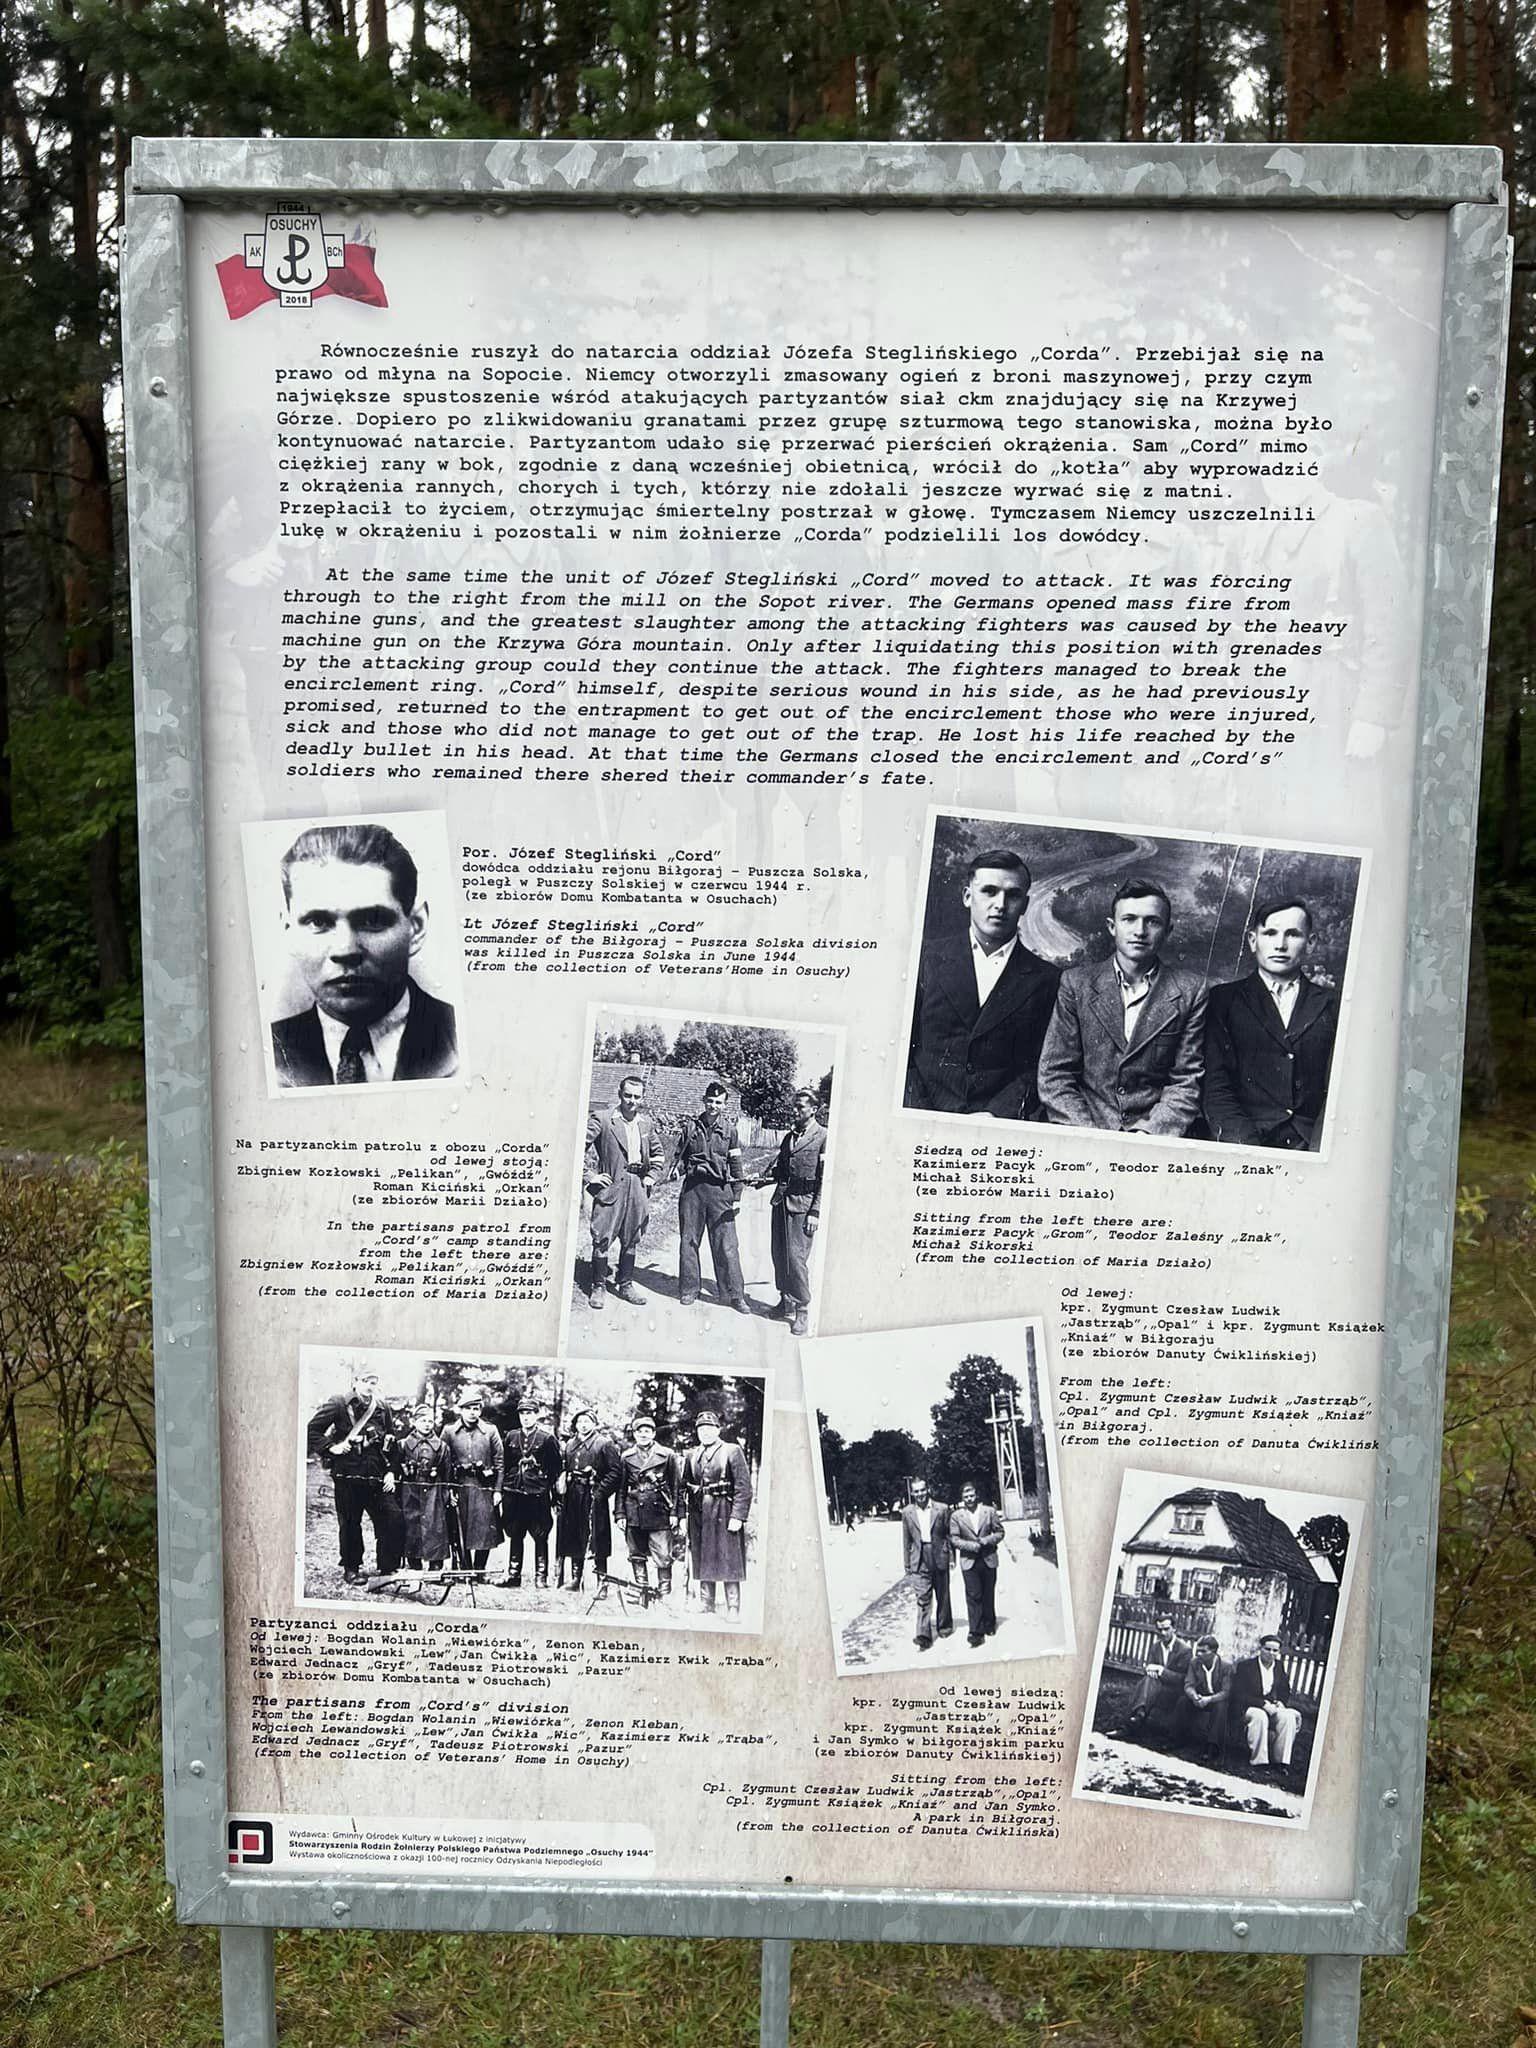 1944
OSUCHY
AK
BCh
2018
Równocześnie ruszył do natarcia oddział Józefa Steglińskiego „Corda”. Przebijał się na
prawo od młyna na Sopocie. Niemcy otworzyli zmasowany ogień z broni maszynowej, przy czym
największe spustoszenie wśród atakujących partyzantów siał ckm znajdujący się na Krzywej
Górze. Dopiero po zlikwidowaniu granatami przez grupę szturmową tego stanowiska, można było
kontynuować natarcie. Partyzantom udało się przerwać pierścień okrążenia. Sam „Cord” mimo
ciężkiej rany w bok, zgodnie z daną wcześniej obietnicą, wrócił do „kotła” aby wyprowadzić
z okrążenia rannych, chorych i tych, którzy nie zdołali jeszcze wyrwać się z matni.
Przepłacił to życiem, otrzymując śmiertelny postrzał w głowę. Tymczasem Niemcy uszczelnili
lukę w okrążeniu i pozostali w nim żołnierze „Corda” podzielili los dowódcy.
At the same time the unit of Józef Stegliński „Cord” moved to attack. It was forcing
through to the right from the mill on the Sopot river. The Germans opened mass fire from
machine guns, and the greatest slaughter among the attacking fighters was caused by the heavy
machine gun on the Krzywa Góra mountain. Only after liquidating this position with grenades
by the attacking group could they continue the attack. The fighters managed to break the
encirclement ring. „Cord” himself, despite serious wound in his side, as he had previously
promised, returned to the entrapment to get out of the encirclement those who were injured,
sick and those who did not manage to get out of the trap. He lost his life reached by the
deadly bullet in his head. At that time the Germans closed the encirclement and „Cord’s”
soldiers who remained there shered their commander’s fate.
Por. Józef Stegliński „Cord”
dowódca oddziału rejonu Biłgoraj – Puszcza Solska,
poległ w Puszczy Solskiej w czerwcu 1944 r.
(ze zbiorów Domu Kombatanta w Osuchach)
Lt Józef Stegliński „Cord”
commander of the Biłgoraj – Puszcza Solska division
was killed in Puszcza Solska in June 1944
(from the collection of Veterans’Home in Osuchy)
Na partyzanckim patrolu z obozu „Corda”
od lewej stoją:
Zbigniew Kozłowski „Pelikan”, „Gwóźdź”,
Roman Kiciński „Orkan”
(ze zbiorów Marii Działo)
In the partisans patrol from
„Cord’s” camp standing
from the left there are:
Zbigniew Kozłowski „Pelikan”, „Gwóźdź”,
Roman Kiciński „Orkan”
(from the collection of Maria Działo)
Siedzą od lewej:
Kazimierz Pacyk „Grom”, Teodor Zaleśny „Znak”,
Michał Sikorski
(ze zbiorów Marii Działo)
Sitting from the left there are:
Kazimierz Pacyk „Grom”, Teodor Zaleśny „Znak”,
Michał Sikorski
(from the collection of Maria Działo)
Od lewej:
kpr. Zygmunt Czesław Ludwik
„Jastrząb”,„Opal” i kpr. Zygmunt Książek
„Kniaź” w Biłgoraju
(ze zbiorów Danuty Ćwiklińskiej)
From the left:
Cpl. Zygmunt Czesław Ludwik „Jastrząb”,
„Opal” and Cpl. Zygmunt Książek „Kniaź”
in Biłgoraj.
(from the collection of Danuta Ćwiklińsk
Partyzanci oddziału „Corda”
Od lewej: Bogdan Wolanin „Wiewiórka”, Zenon Kleban,
Wojciech Lewandowski „Lew”,Jan Ćwikła „Wic”, Kazimierz Kwik „Trąba”,
Edward Jednacz „Gryf”, Tadeusz Piotrowski „Pazur”
(ze zbiorów Domu Kombatanta w Osuchach)
The partisans from „Cord’s” division
From the left: Bogdan Wolanin „Wiewiórka”, Zenon Kleban,
Wojciech Lewandowski „Lew”,Jan Ćwikła „Wic”, Kazimierz Kwik „Trąba”,
Edward Jednacz „Gryf”, Tadeusz Piotrowski „Pazur”
(from the collection of Veterans’ Home in Osuchy)
Od lewej siedzą:
kpr. Zygmunt Czesław Ludwik
„Jastrząb”, „Opal”,
kpr. Zygmunt Książek „Kniaź”
i Jan Symko w biłgorajskim parku
(ze zbiorów Danuty Ćwiklińskiej)
Sitting from the left:
Cpl. Zygmunt Czesław Ludwik „Jastrząb”,„Opal”,
Cpl. Zygmunt Książek „Kniaź” and Jan Symko.
A park in Biłgoraj.
(from the collection of Danuta Ćwiklińska)
Wydawca: Gminny Ośrodek Kultury w Łukowej z inicjatywy
Stowarzyszenia Rodzin Żołnierzy Polskiego Państwa Podziemnego „Osuchy 1944”
Wystawa okolicznościowa z okazji 100-nej rocznicy Odzyskania Niepodległości